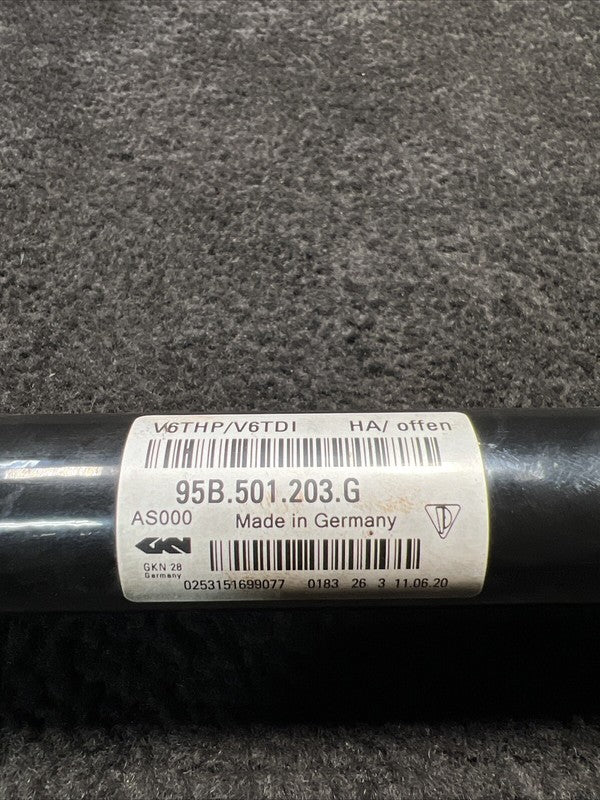 V6THP/V6TDI HA/ offen
95B.501.203.G
AS000 Made in Germany
GKN
GKN 28
Germany
0253151699077 0183 26 3 11.06.20